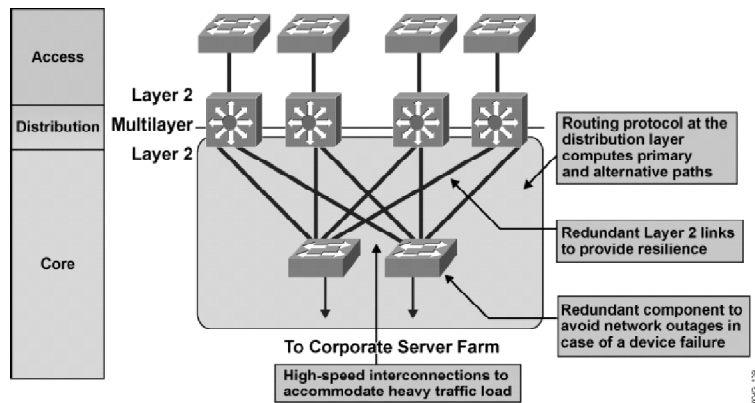 Access
Layer 2
Distribution
Multilayer
Layer 2
Routing protocol at the
distribution layer
computes primary
and alternative paths
Redundant Layer 2 links
to provide resilience
Core
Redundant component to
avoid network outages in
case of a device failure
To Corporate Server Farm
High-speed interconnections to
accommodate heavy traffic load